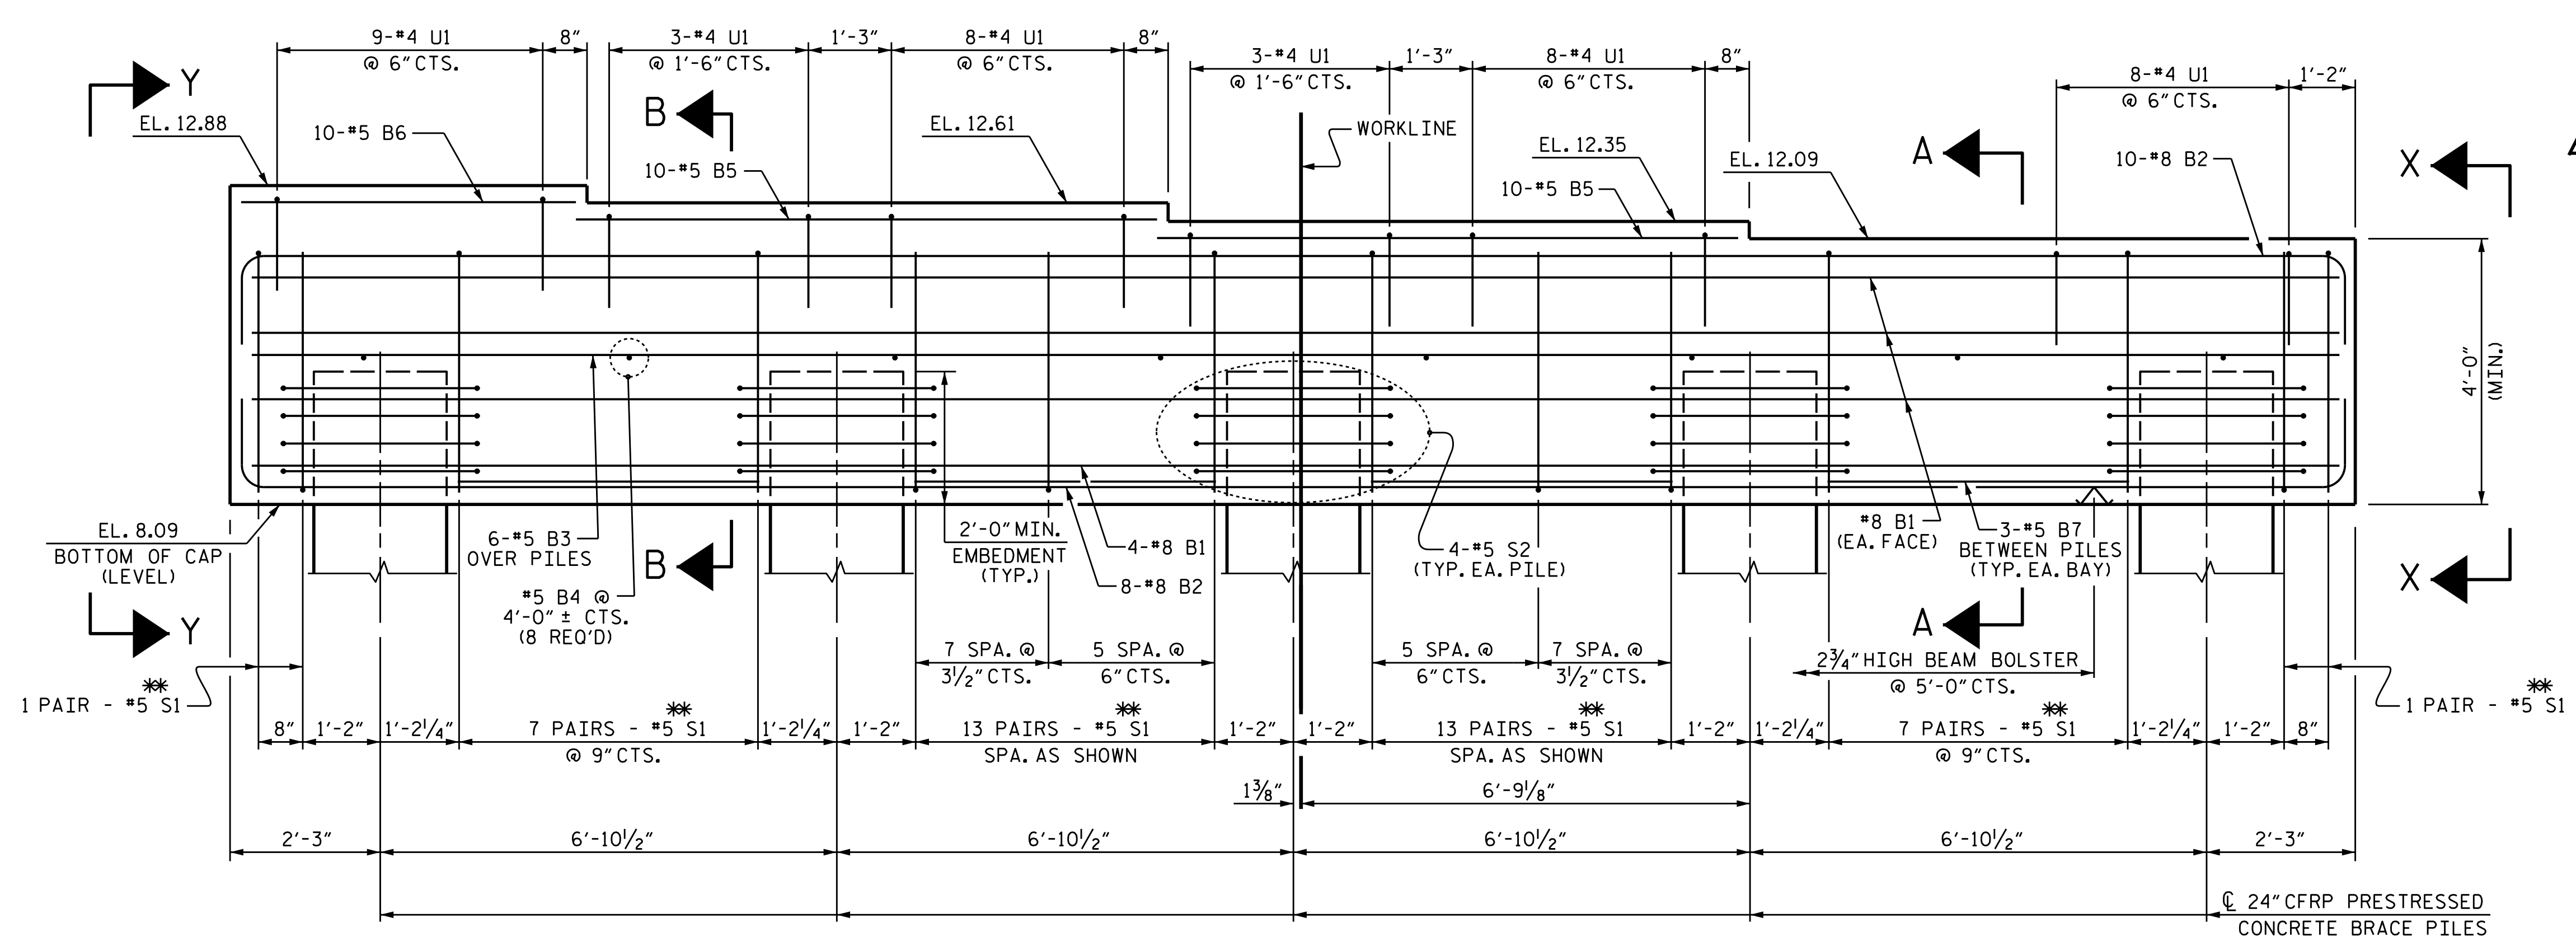 9-#4 U1
@ 6" CTS.
8"
3-#4 U1
@ 1'-6" CTS.
1'-3"
8-#4 U1
@ 6" CTS.
8"
3-#4 U1
@ 1'-6" CTS.
1'-3"
8-#4 U1
@ 6" CTS.
8"
8-#4 U1
@ 6" CTS.
1'-2"
Y
EL. 12.88
10-#5 B6
B
10-#5 B5
EL. 12.61
WORKLINE
EL. 12.35
10-#5 B5
EL. 12.09
A
10-#8 B2
X
4'-0"
(MIN.)
EL. 8.09
BOTTOM OF CAP
(LEVEL)
6-#5 B3
OVER PILES
B
2'-0" MIN.
EMBEDMENT
(TYP.)
4-#8 B1
8-#8 B2
4-#5 S2
(TYP. EA. PILE)
#8 B1
(EA. FACE)
3-#5 B7
BETWEEN PILES
(TYP. EA. BAY)
X
Y
#5 B4 @
4'-0" ± CTS.
(8 REQ'D)
A
7 SPA. @
3½" CTS.
5 SPA. @
6" CTS.
5 SPA. @
6" CTS.
7 SPA. @
3½" CTS.
2¾" HIGH BEAM BOLSTER
@ 5'-0" CTS.
**
1 PAIR - #5 S1
**
1 PAIR - #5 S1
8"
1'-2"
1'-2¼"
**
7 PAIRS - #5 S1
@ 9" CTS.
1'-2¼"
1'-2"
**
13 PAIRS - #5 S1
SPA. AS SHOWN
1'-2"
1'-2"
**
13 PAIRS - #5 S1
SPA. AS SHOWN
1'-2"
1'-2¼"
**
7 PAIRS - #5 S1
@ 9" CTS.
1'-2¼"
1'-2"
8"
1⅜"
6'-9⅛"
2'-3"
6'-10½"
6'-10½"
6'-10½"
6'-10½"
2'-3"
℄ 24" CFRP PRESTRESSED
CONCRETE BRACE PILES